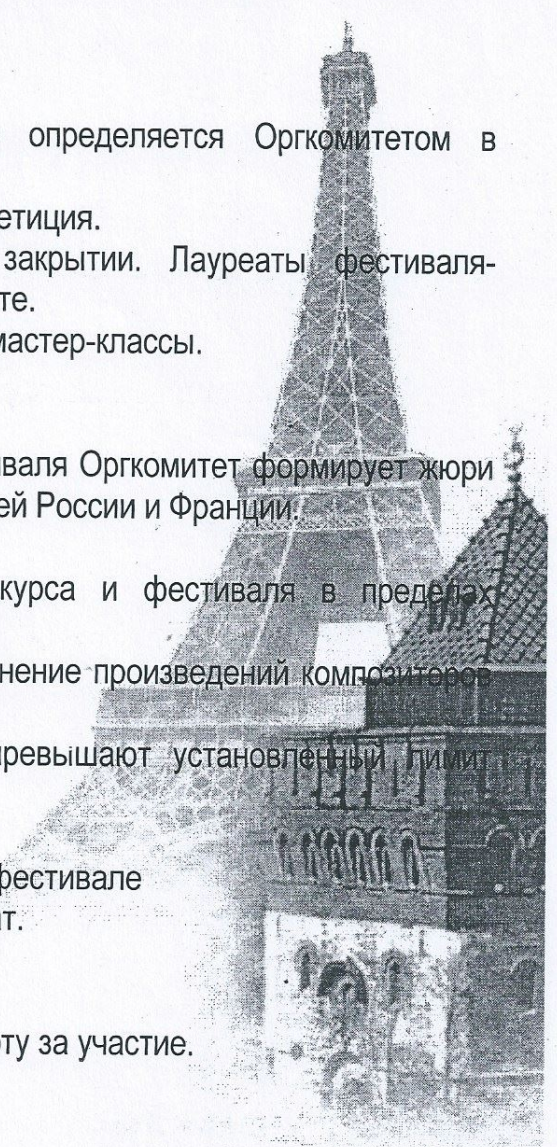 определяется Оргкомитетом в
етиция.
закрытии. Лауреаты фестиваля-
те.
мастер-классы.
валя Оргкомитет формирует жюри
ей России и Франции.
курса и фестиваля в пределах
нение произведений композиторов
превышают установленный лимит
фестивале
т.
ту за участие.